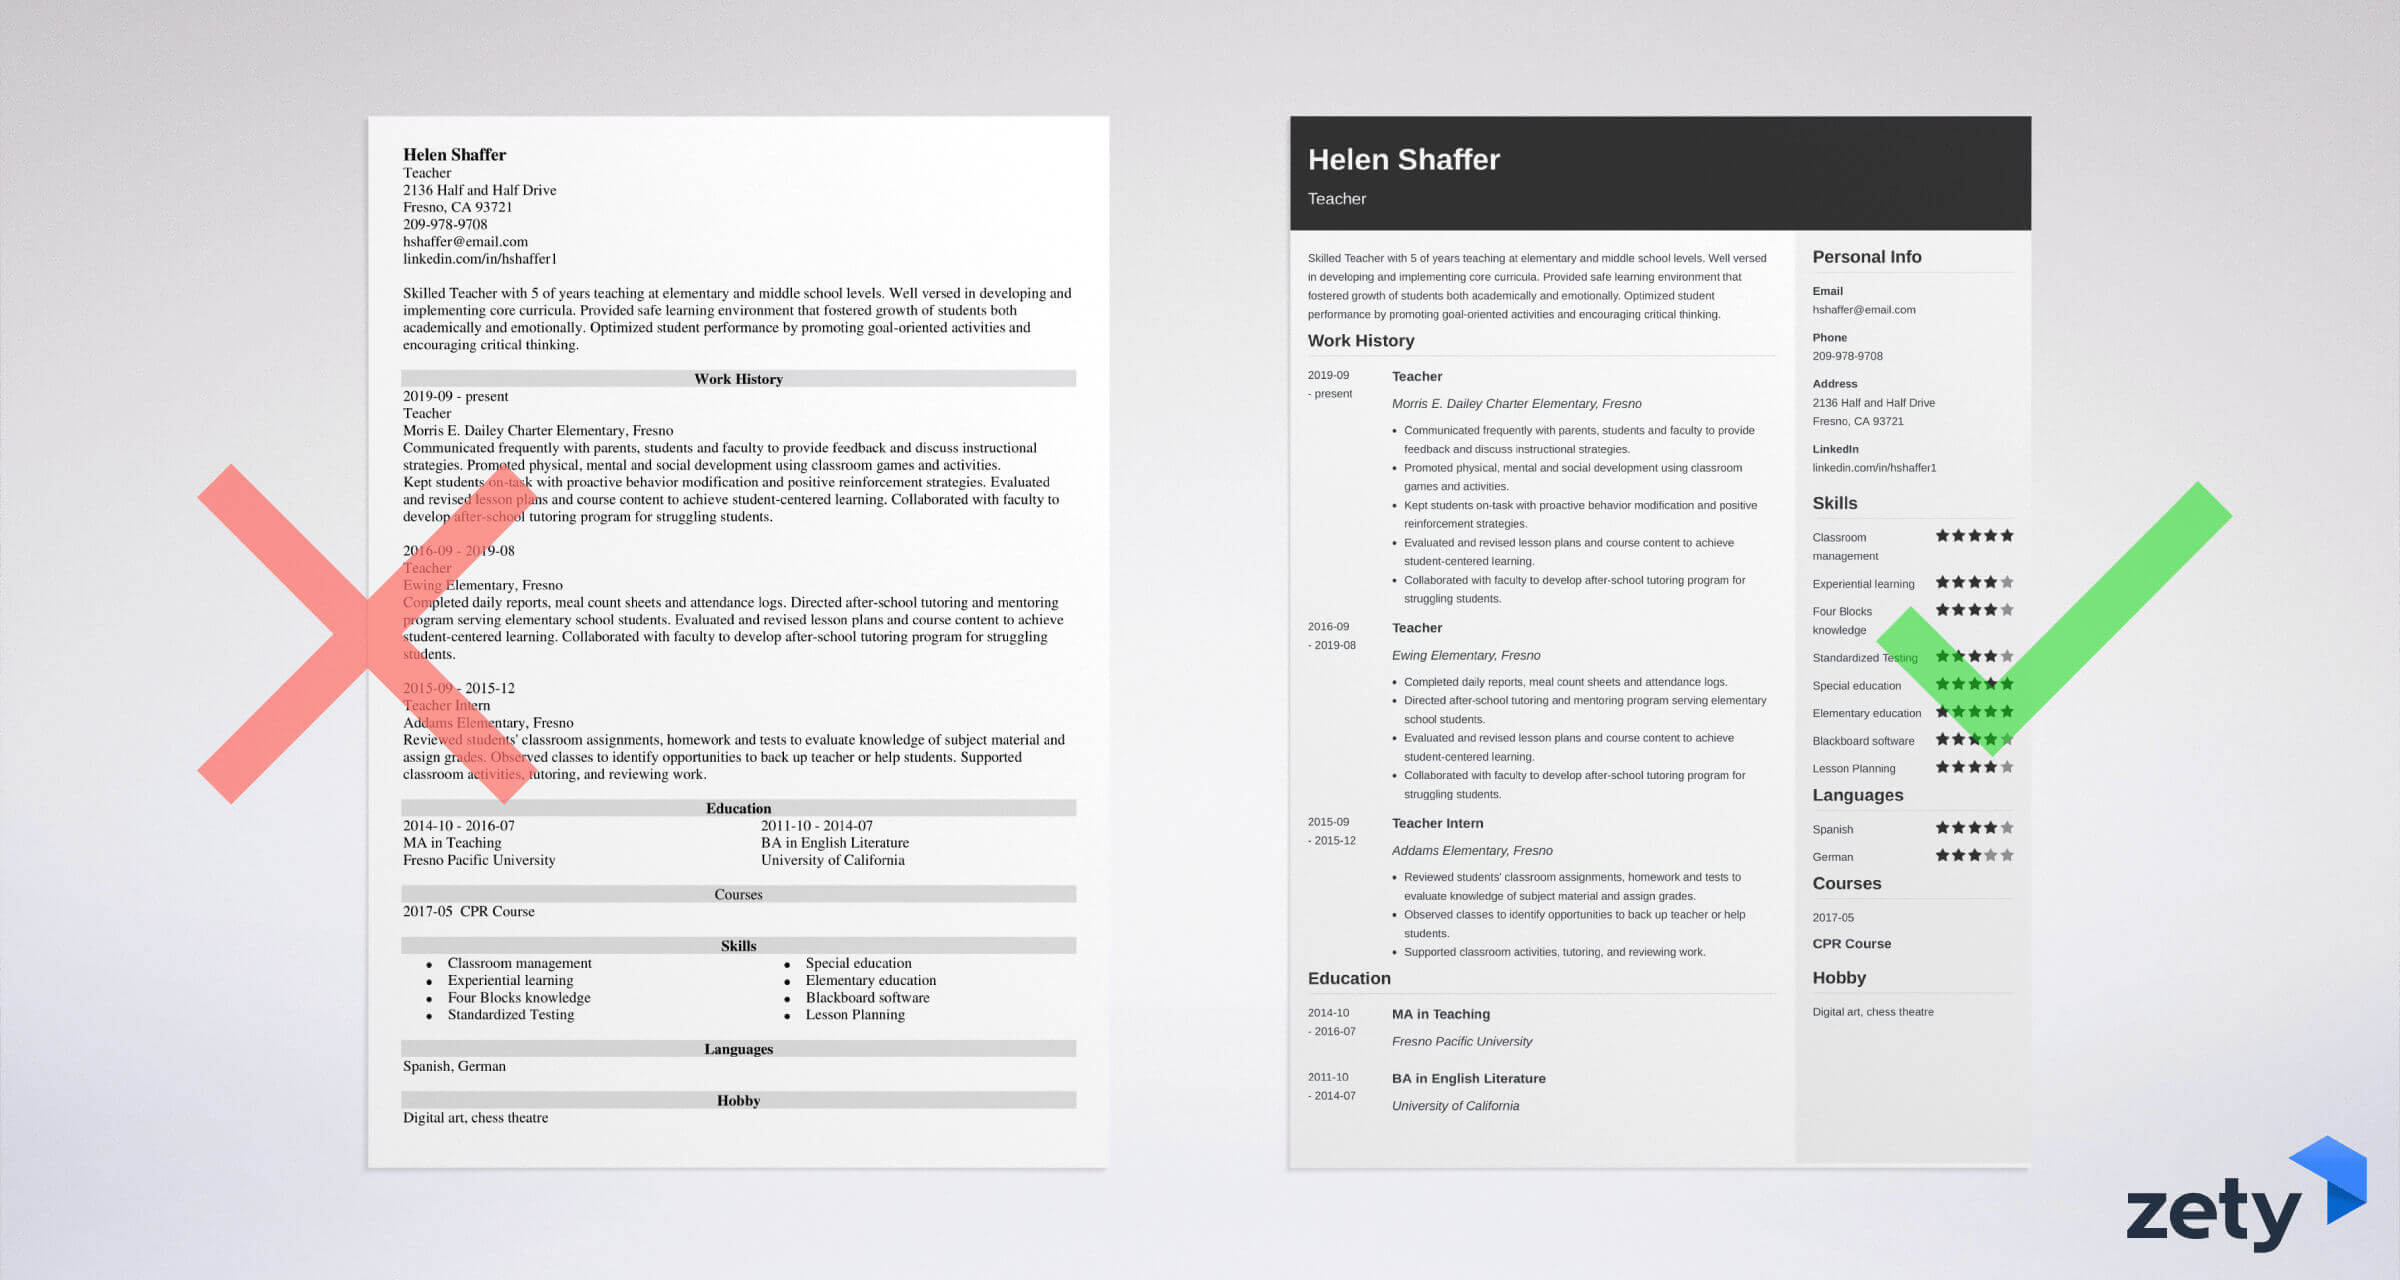 Helen Shaffer
Teacher
2136 Half and Half Drive
Fresno, CA 93721
209-978-9708
hshaffer@email.com
linkedin.com/in/hshaffer1
Skilled Teacher with 5 of years teaching at elementary and middle school levels. Well versed in developing and
implementing core curricula. Provided safe learning environment that fostered growth of students both
academically and emotionally. Optimized student performance by promoting goal-oriented activities and
encouraging critical thinking.
Work History
2019-09 - present
Teacher
Morris E. Dailey Charter Elementary, Fresno
Communicated frequently with parents, students and faculty to provide feedback and discuss instructional
strategies. Promoted physical, mental and social development using classroom games and activities.
Kept students on-task with proactive behavior modification and positive reinforcement strategies. Evaluated
and revised lesson plans and course content to achieve student-centered learning. Collaborated with faculty to
develop after-school tutoring program for struggling students.
2016-09 - 2019-08
Teacher
Ewing Elementary, Fresno
Completed daily reports, meal count sheets and attendance logs. Directed after-school tutoring and mentoring
program serving elementary school students. Evaluated and revised lesson plans and course content to achieve
student-centered learning. Collaborated with faculty to develop after-school tutoring program for struggling
students.
2015-09 - 2015-12
Teacher Intern
Addams Elementary, Fresno
Reviewed students' classroom assignments, homework and tests to evaluate knowledge of subject material and
assign grades. Observed classes to identify opportunities to back up teacher or help students. Supported
classroom activities, tutoring, and reviewing work.
Education
2014-10 - 2016-07
MA in Teaching
Fresno Pacific University
2011-10 - 2014-07
BA in English Literature
University of California
Courses
2017-05 CPR Course
Skills
Classroom management
Experiential learning
Four Blocks knowledge
Standardized Testing
Special education
Elementary education
Blackboard software
Lesson Planning
Languages
Spanish, German
Hobby
Digital art, chess theatre
Helen Shaffer
Teacher
Skilled Teacher with 5 of years teaching at elementary and middle school levels. Well versed
in developing and implementing core curricula. Provided safe learning environment that
fostered growth of students both academically and emotionally. Optimized student
performance by promoting goal-oriented activities and encouraging critical thinking.
Work History
2019-09
- present
Teacher
Morris E. Dailey Charter Elementary, Fresno
• Communicated frequently with parents, students and faculty to provide
feedback and discuss instructional strategies.
• Promoted physical, mental and social development using classroom
games and activities.
• Kept students on-task with proactive behavior modification and positive
reinforcement strategies.
• Evaluated and revised lesson plans and course content to achieve
student-centered learning.
• Collaborated with faculty to develop after-school tutoring program for
struggling students.
2016-09
- 2019-08
Teacher
Ewing Elementary, Fresno
• Completed daily reports, meal count sheets and attendance logs.
• Directed after-school tutoring and mentoring program serving elementary
school students.
• Evaluated and revised lesson plans and course content to achieve
student-centered learning.
• Collaborated with faculty to develop after-school tutoring program for
struggling students.
2015-09
- 2015-12
Teacher Intern
Addams Elementary, Fresno
• Reviewed students' classroom assignments, homework and tests to
evaluate knowledge of subject material and assign grades.
• Observed classes to identify opportunities to back up teacher or help
students.
• Supported classroom activities, tutoring, and reviewing work.
Education
2014-10
- 2016-07
MA in Teaching
Fresno Pacific University
2011-10
- 2014-07
BA in English Literature
University of California
Personal Info
Email
hshaffer@email.com
Phone
209-978-9708
Address
2136 Half and Half Drive
Fresno, CA 93721
LinkedIn
linkedin.com/in/hshaffer1
Skills
Classroom
management
Experiential learning
Four Blocks
knowledge
Standardized Testing
Special education
Elementary education
Blackboard software
Lesson Planning
Languages
Spanish
German
Courses
2017-05
CPR Course
Hobby
Digital art, chess theatre
zety